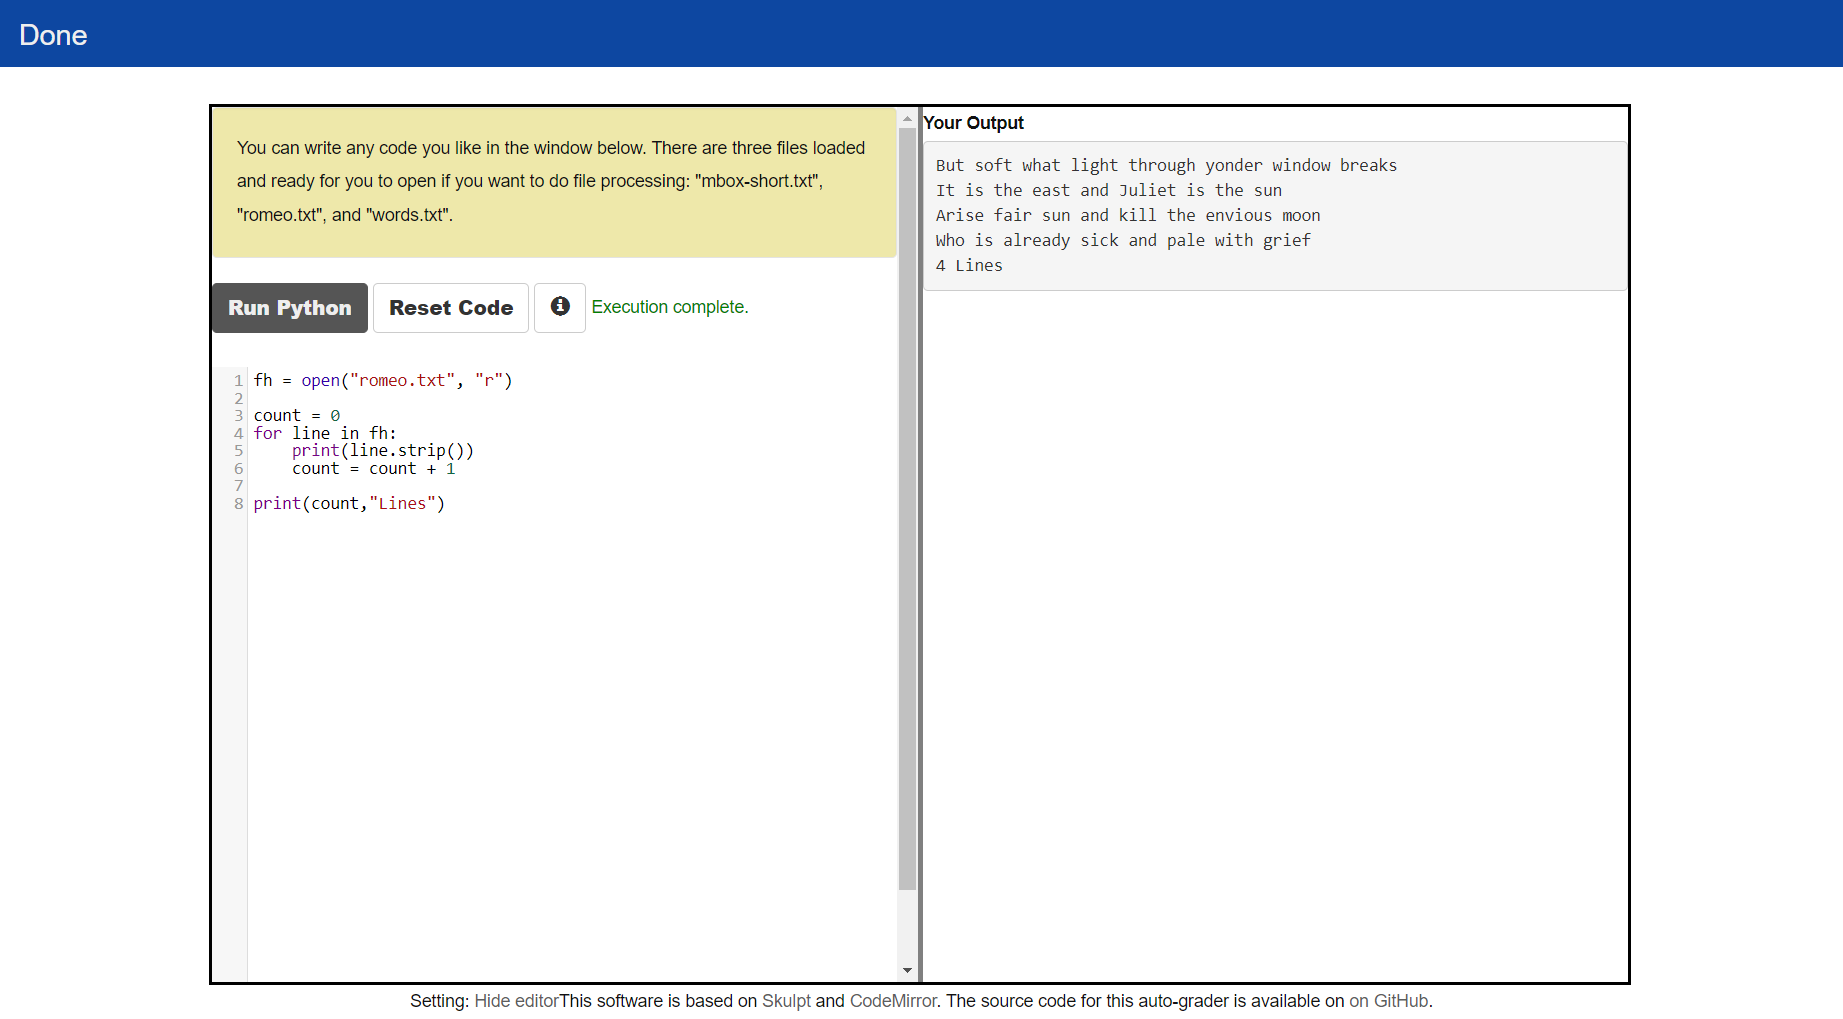 Done
You can write any code you like in the window below. There are three files loaded
and ready for you to open if you want to do file processing: "mbox-short.txt",
"romeo.txt", and "words.txt".
Run Python
Reset Code
Execution complete.
1 fh = open("romeo.txt", "r")
2
3 count = 0
4 for line in fh:
5     print(line.strip())
6     count = count + 1
7
8 print(count,"Lines")
Your Output
But soft what light through yonder window breaks
It is the east and Juliet is the sun
Arise fair sun and kill the envious moon
Who is already sick and pale with grief
4 Lines
Setting: Hide editorThis software is based on Skulpt and CodeMirror. The source code for this auto-grader is available on on GitHub.